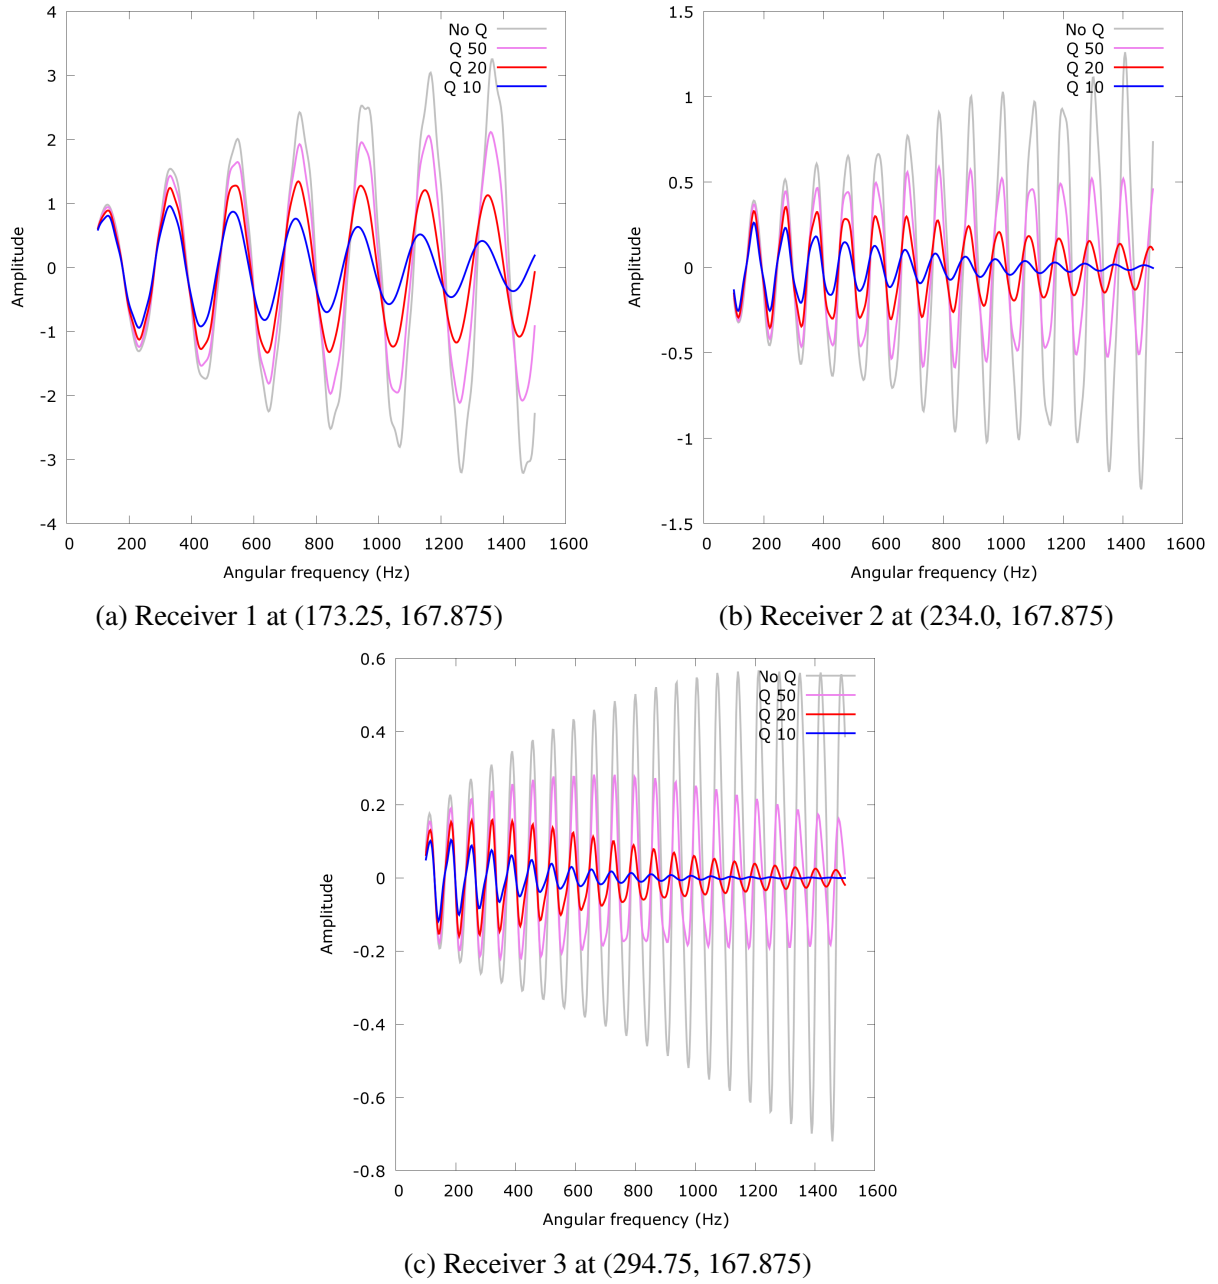 4
3
2
1
0
-1
-2
-3
-4
Amplitude
No Q
Q 50
Q 20
Q 10
0 200 400 600 800 1000 1200 1400 1600
Angular frequency (Hz)
(a) Receiver 1 at (173.25, 167.875)
1.5
1
0.5
0
-0.5
-1
-1.5
Amplitude
No Q
Q 50
Q 20
Q 10
0 200 400 600 800 1000 1200 1400 1600
Angular frequency (Hz)
(b) Receiver 2 at (234.0, 167.875)
0.6
0.4
0.2
0
-0.2
-0.4
-0.6
-0.8
Amplitude
No Q
Q 50
Q 20
Q 10
0 200 400 600 800 1000 1200 1400 1600
Angular frequency (Hz)
(c) Receiver 3 at (294.75, 167.875)